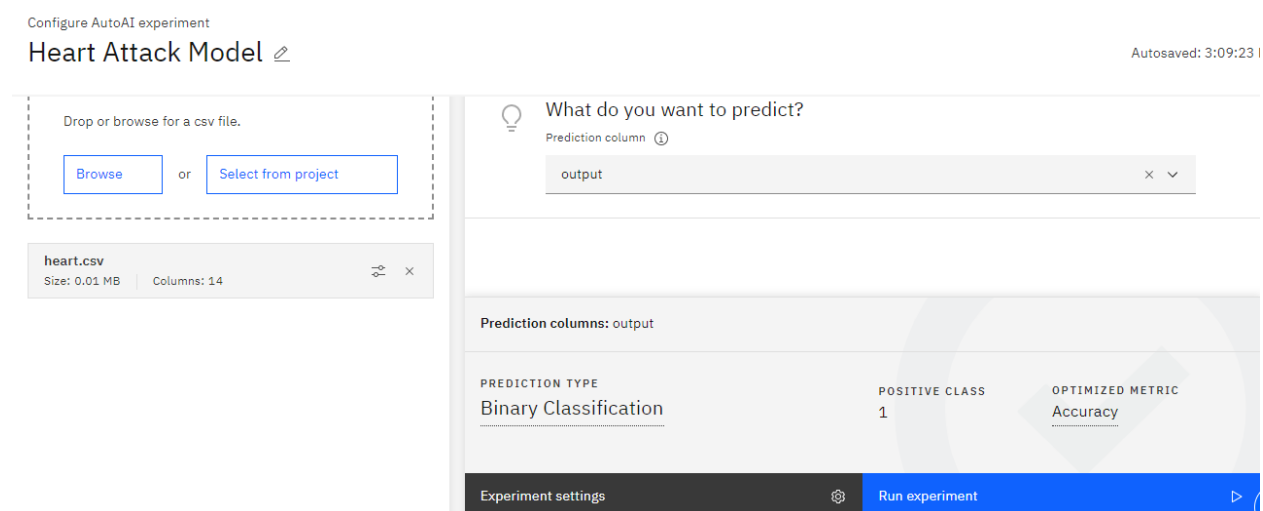 Configure AutoAI experiment
Heart Attack Model
Autosaved: 3:09:23
Drop or browse for a csv file.
Browse or Select from project
heart.csv
Size: 0.01 MB Columns: 14
What do you want to predict?
Prediction column
output
Prediction columns: output
PREDICTION TYPE
Binary Classification
POSITIVE CLASS
1
OPTIMIZED METRIC
Accuracy
Experiment settings
Run experiment